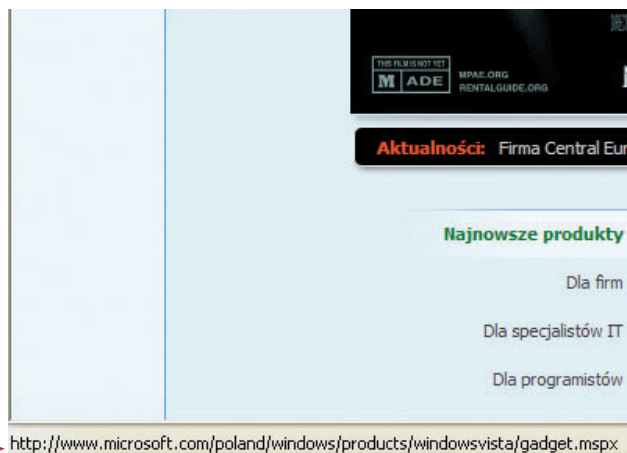 THIS FILM IS NOT YET
M ADE
MPAE.ORG
RENTALGUIDE.ORG
Aktualności: Firma Central Eur
Najnowsze produkty
Dla firm
Dla specjalistów IT
Dla programistów
http://www.microsoft.com/poland/windows/products/windowsvista/gadget.mspx